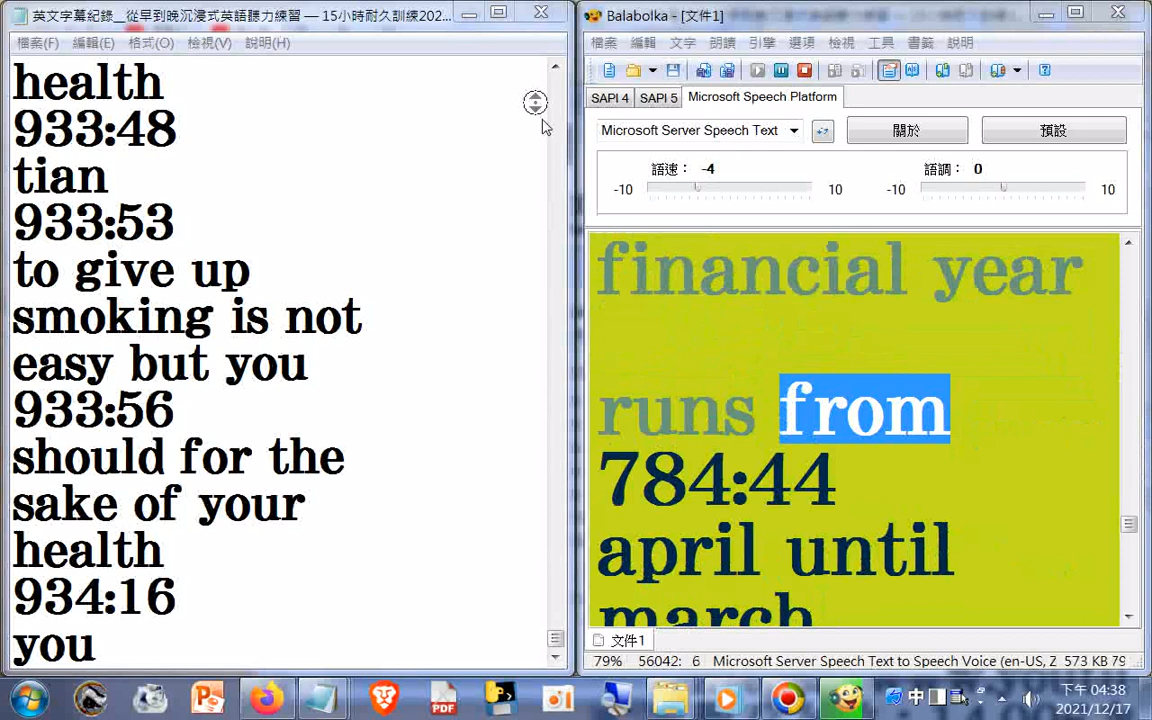 英文字幕紀錄__從早到晚沉浸式英語聽力練習 — 15小時耐久訓練202...
檔案(F) 編輯(E) 格式(O) 檢視(V) 說明(H)
health
933:48
tian
933:53
to give up
smoking is not
easy but you
933:56
should for the
sake of your
health
934:16
you
Balabolka - [文件1]
檔案 編輯 文字 朗讀 引擎 選項 檢視 工具 書籤 說明
SAPI 4 SAPI 5 Microsoft Speech Platform
Microsoft Server Speech Text 關於 預設
語速： -4 語調： 0
-10 10 -10 10
financial year
runs from
784:44
april until
march
文件1
79% 56042: 6 Microsoft Server Speech Text to Speech Voice (en-US, Z 573 KB 79
PDF 中 下午 04:38
2021/12/17